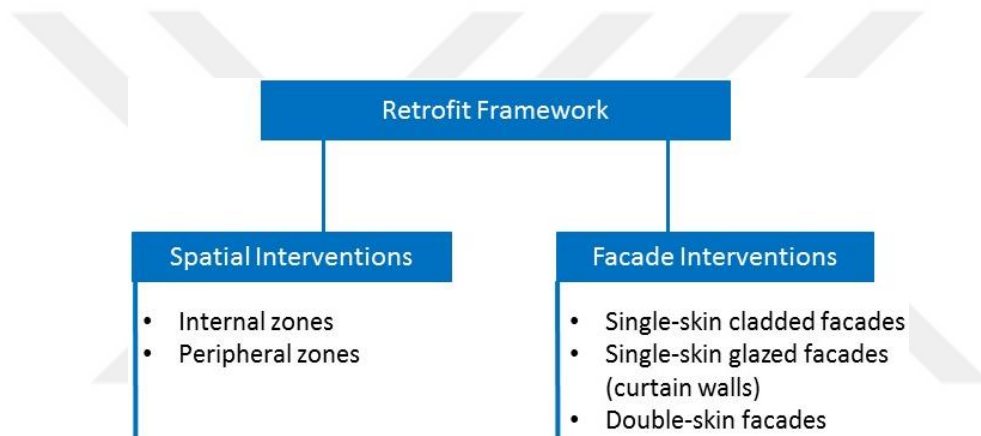 Retrofit Framework
Spatial Interventions
• Internal zones
• Peripheral zones
Facade Interventions
• Single-skin cladded facades
• Single-skin glazed facades
(curtain walls)
• Double-skin facades